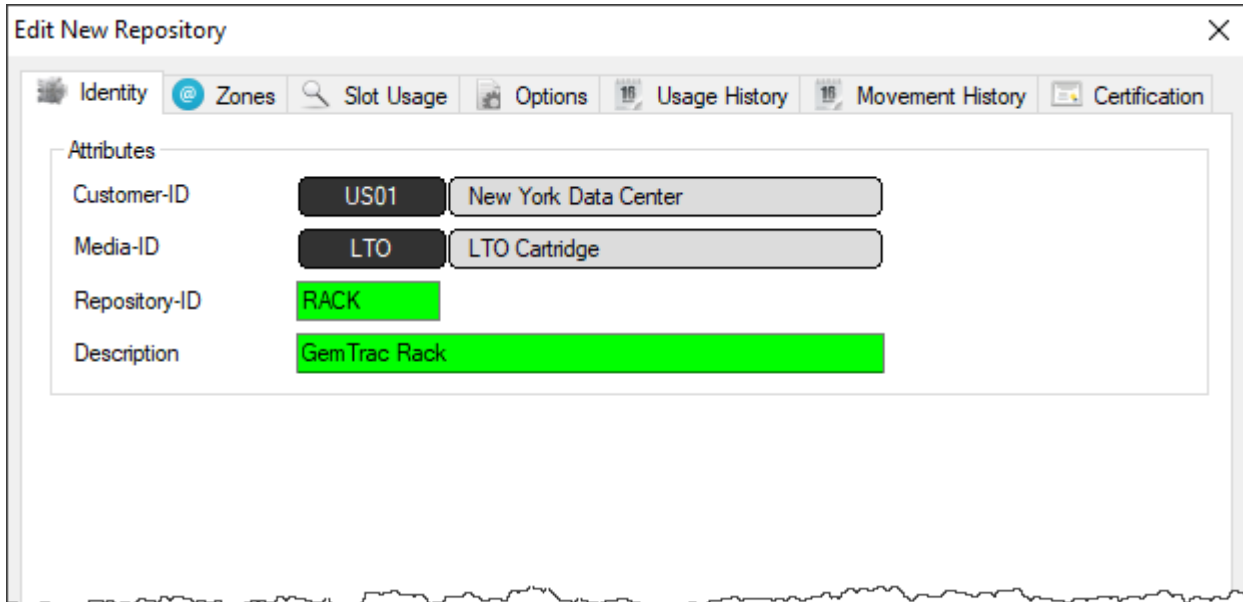 Edit New Repository
Identity Zones Slot Usage Options Usage History Movement History Certification
Attributes
Customer-ID US01 New York Data Center
Media-ID LTO LTO Cartridge
Repository-ID RACK
Description GemTrac Rack